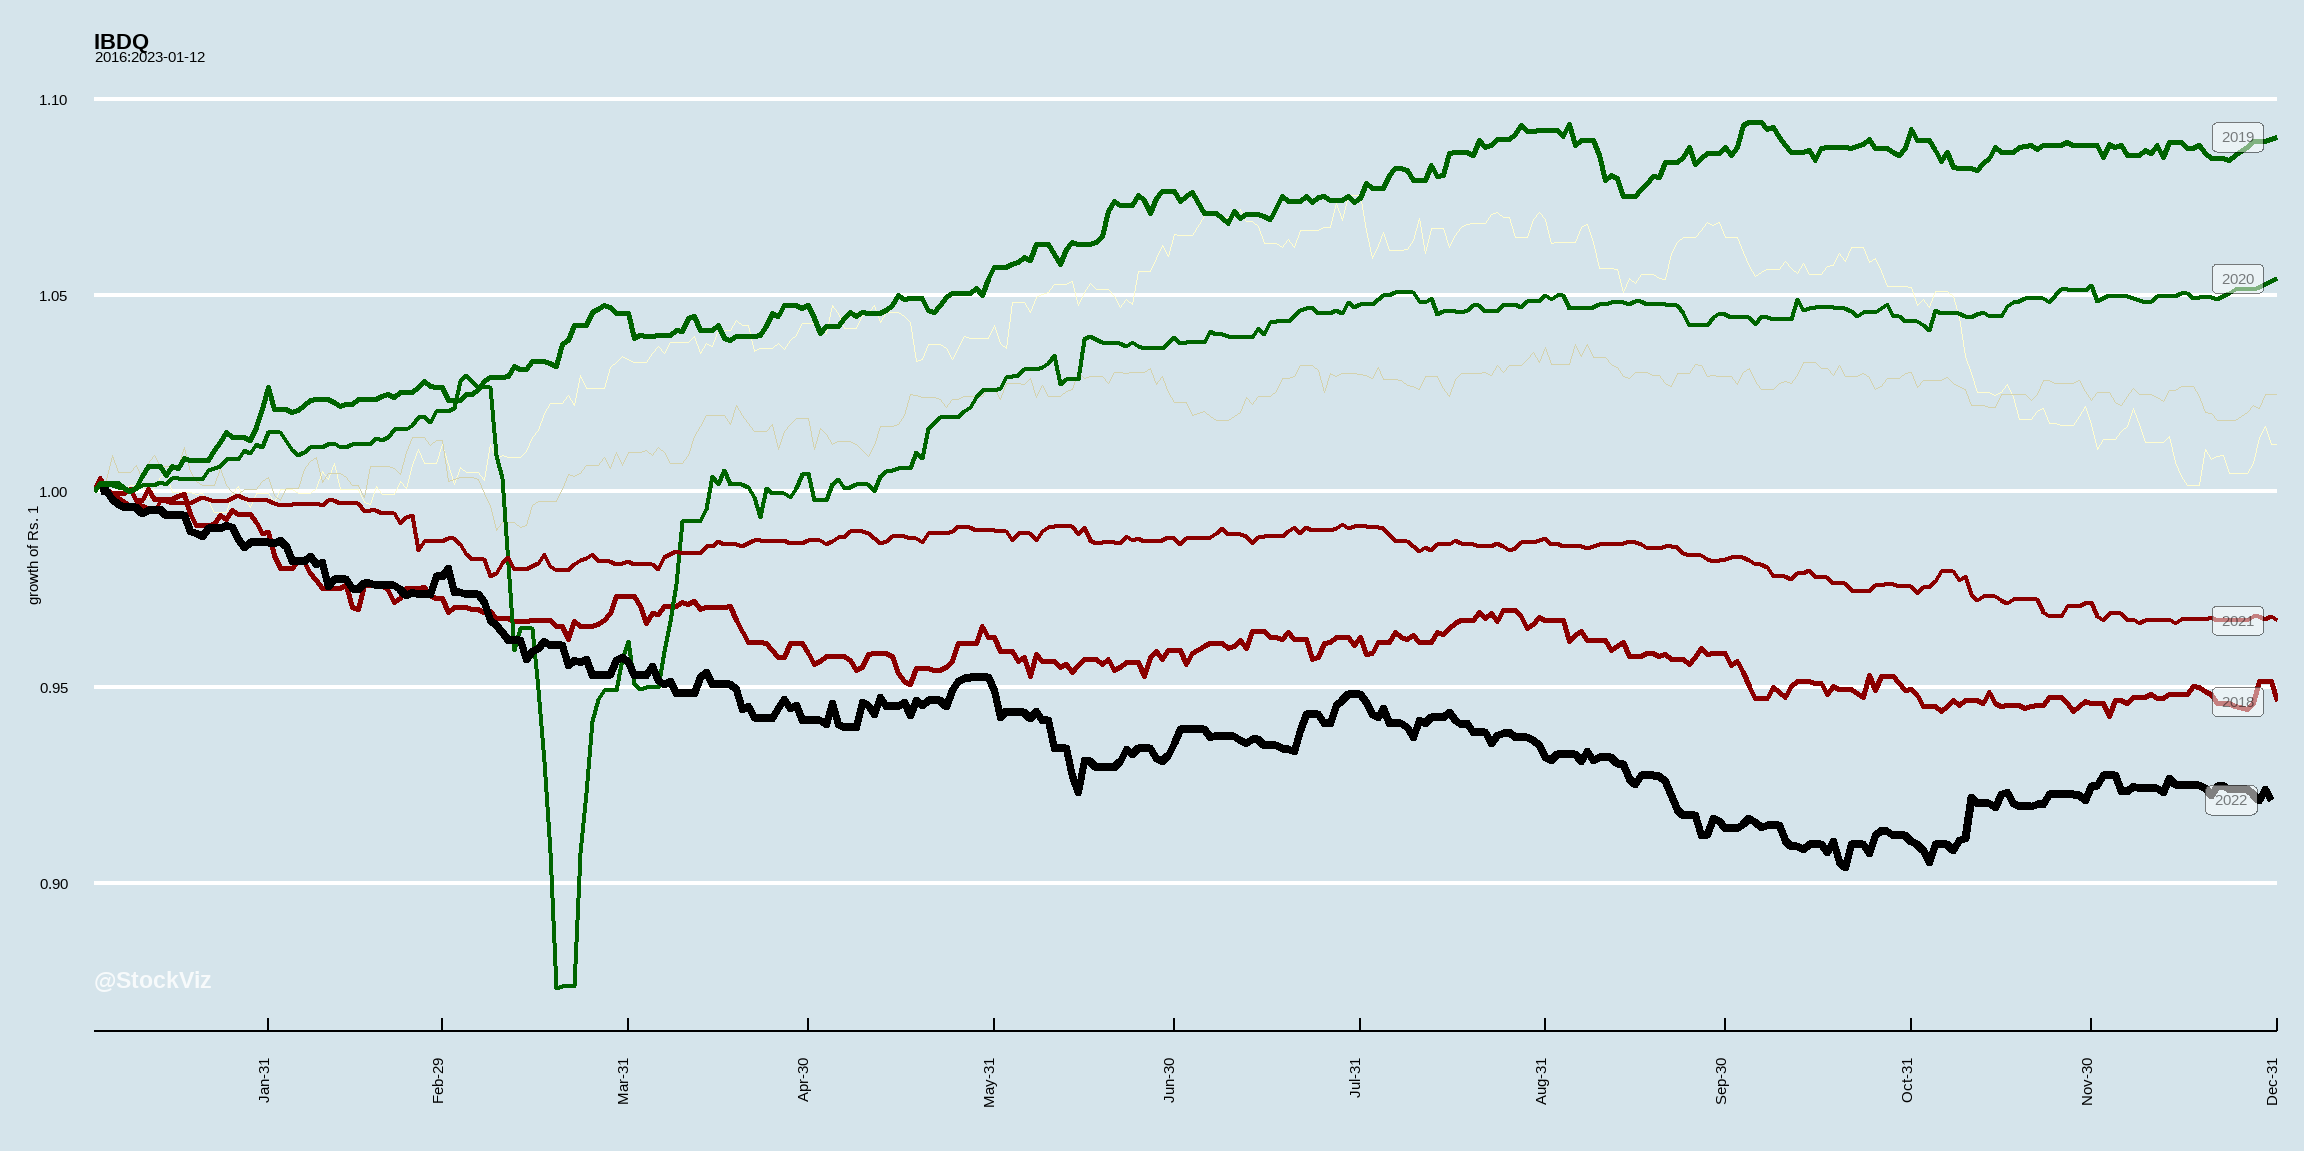 IBDQ
2016:2023-01-12
1.10
1.05
1.00
0.95
0.90
growth of Rs. 1
2019
2020
2021
2018
2022
@StockViz
Jan-31
Feb-29
Mar-31
Apr-30
May-31
Jun-30
Jul-31
Aug-31
Sep-30
Oct-31
Nov-30
Dec-31